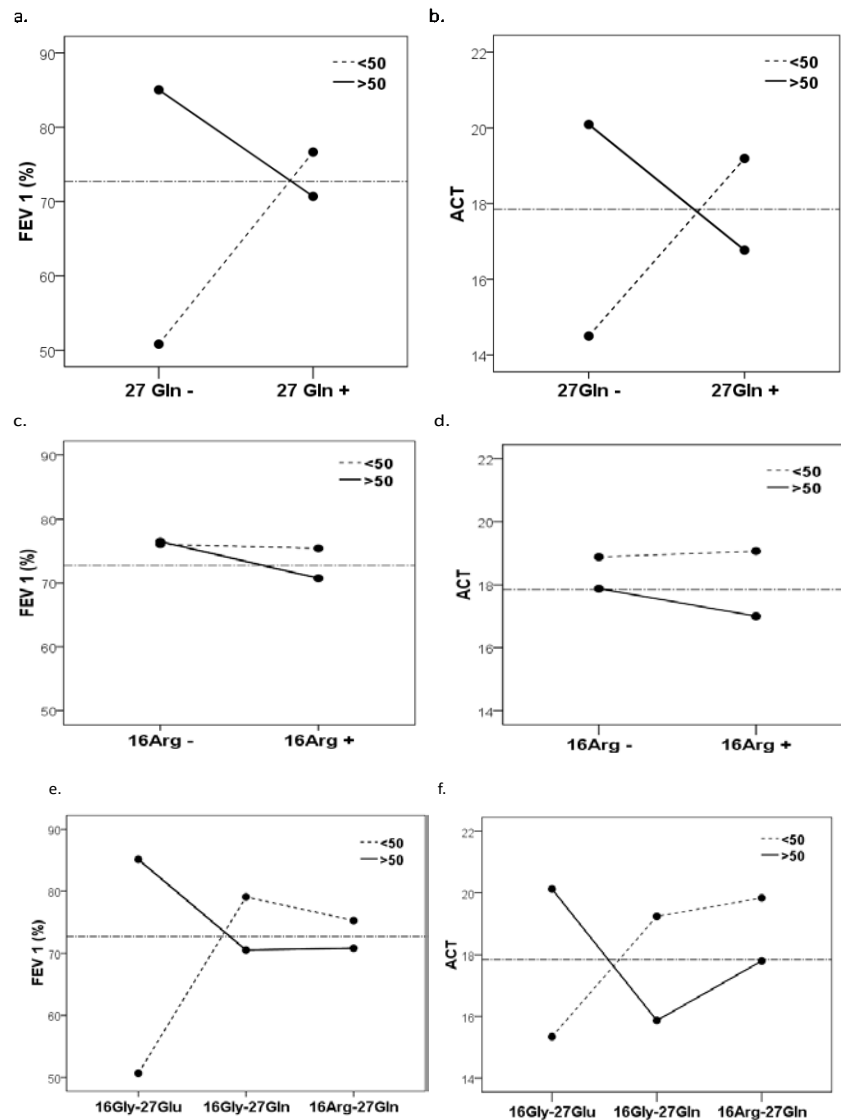 a.
90
80
70
60
50
FEV 1 (%)
<50
>50
27 Gln -
27 Gln +
b.
22
20
18
16
14
ACT
<50
>50
27Gln -
27Gln +
c.
90
80
70
60
50
FEV 1 (%)
<50
>50
16Arg -
16Arg +
d.
22
20
18
16
14
ACT
<50
>50
16Arg -
16Arg +
e.
90
80
70
60
50
FEV 1 (%)
<50
>50
16Gly-27Glu
16Gly-27Gln
16Arg-27Gln
f.
22
20
18
16
14
ACT
<50
>50
16Gly-27Glu
16Gly-27Gln
16Arg-27Gln